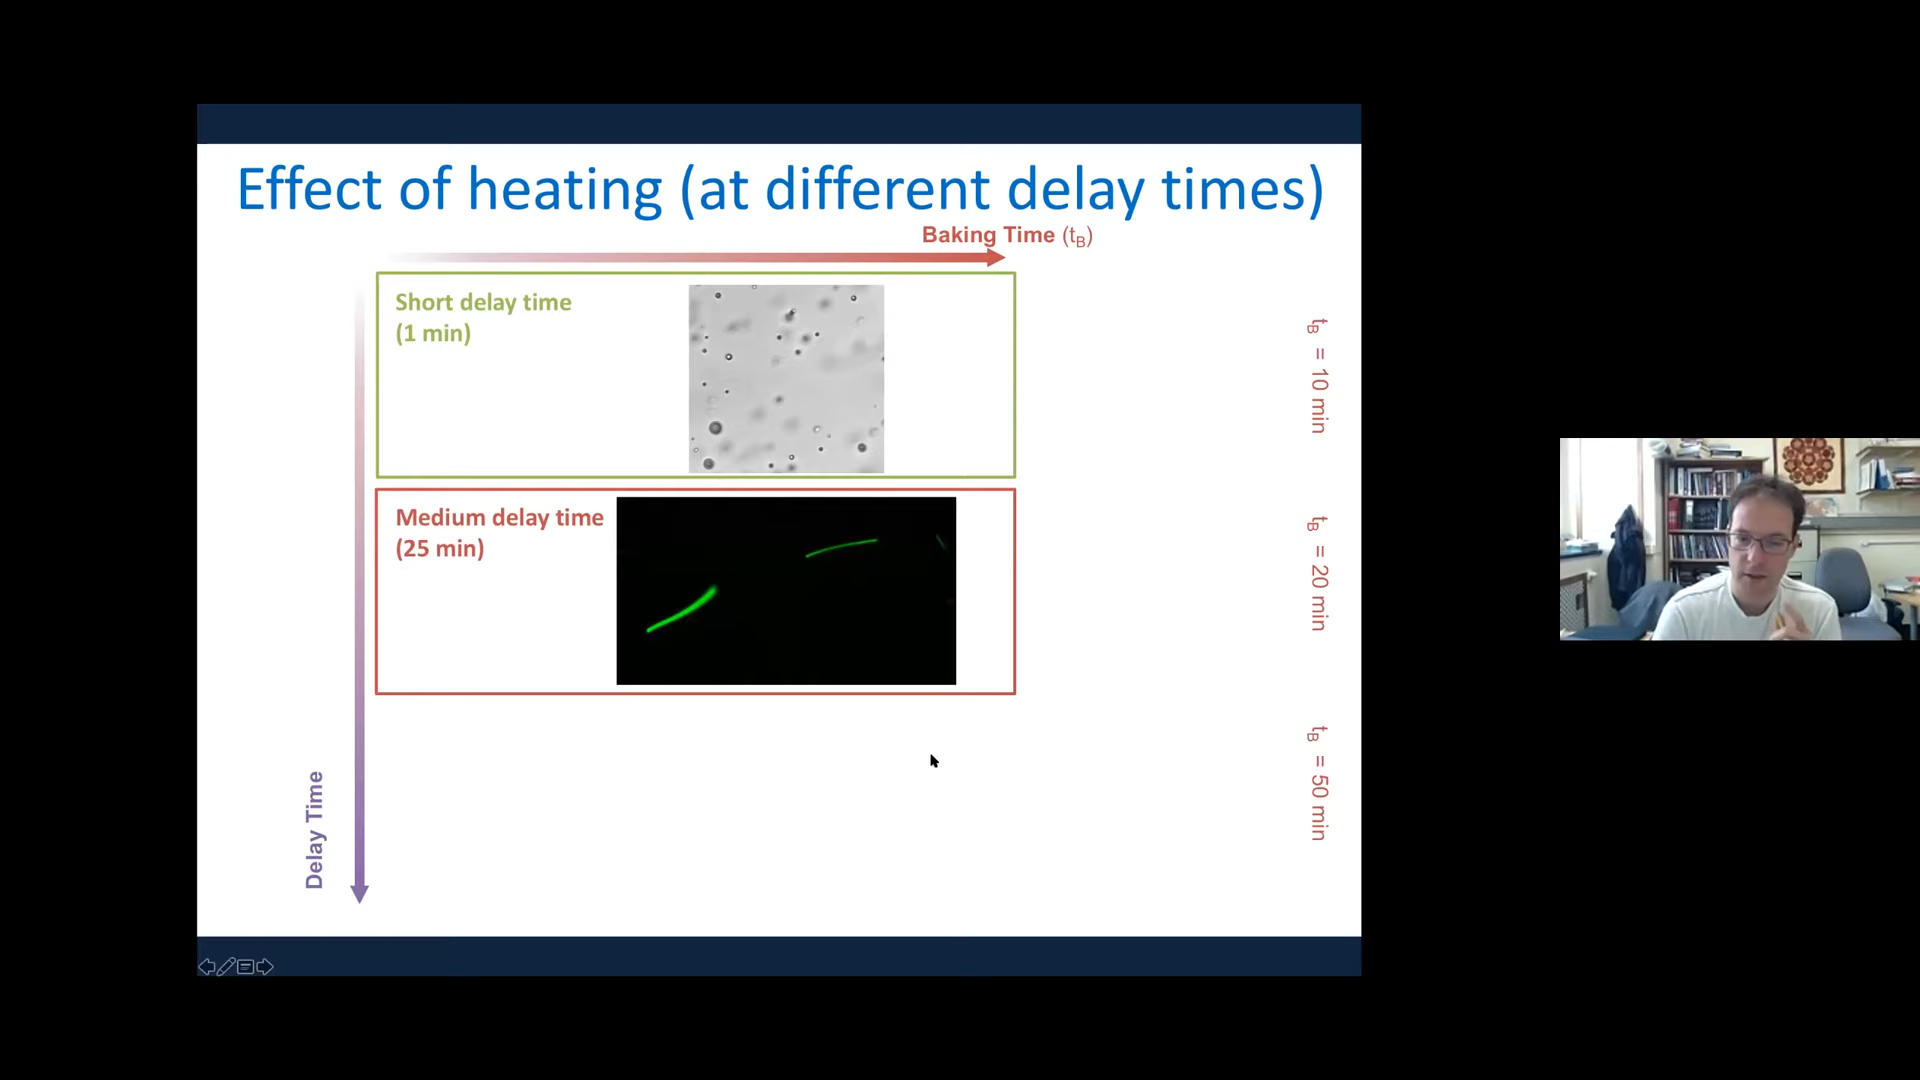 Effect of heating (at different delay times)
Baking Time (tB)
Short delay time
(1 min)
Medium delay time
(25 min)
Delay Time
tB = 10 min
tB = 20 min
tB = 50 min